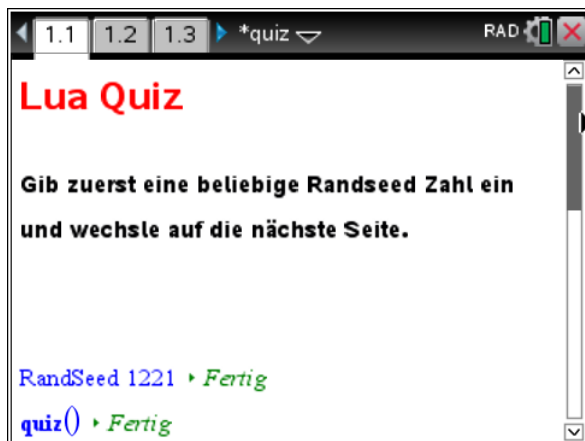 1.1 1.2 1.3 *quiz RAD
Lua Quiz
Gib zuerst eine beliebige Randseed Zahl ein
und wechsle auf die nächste Seite.
RandSeed 1221 ▸ Fertig
quiz() ▸ Fertig